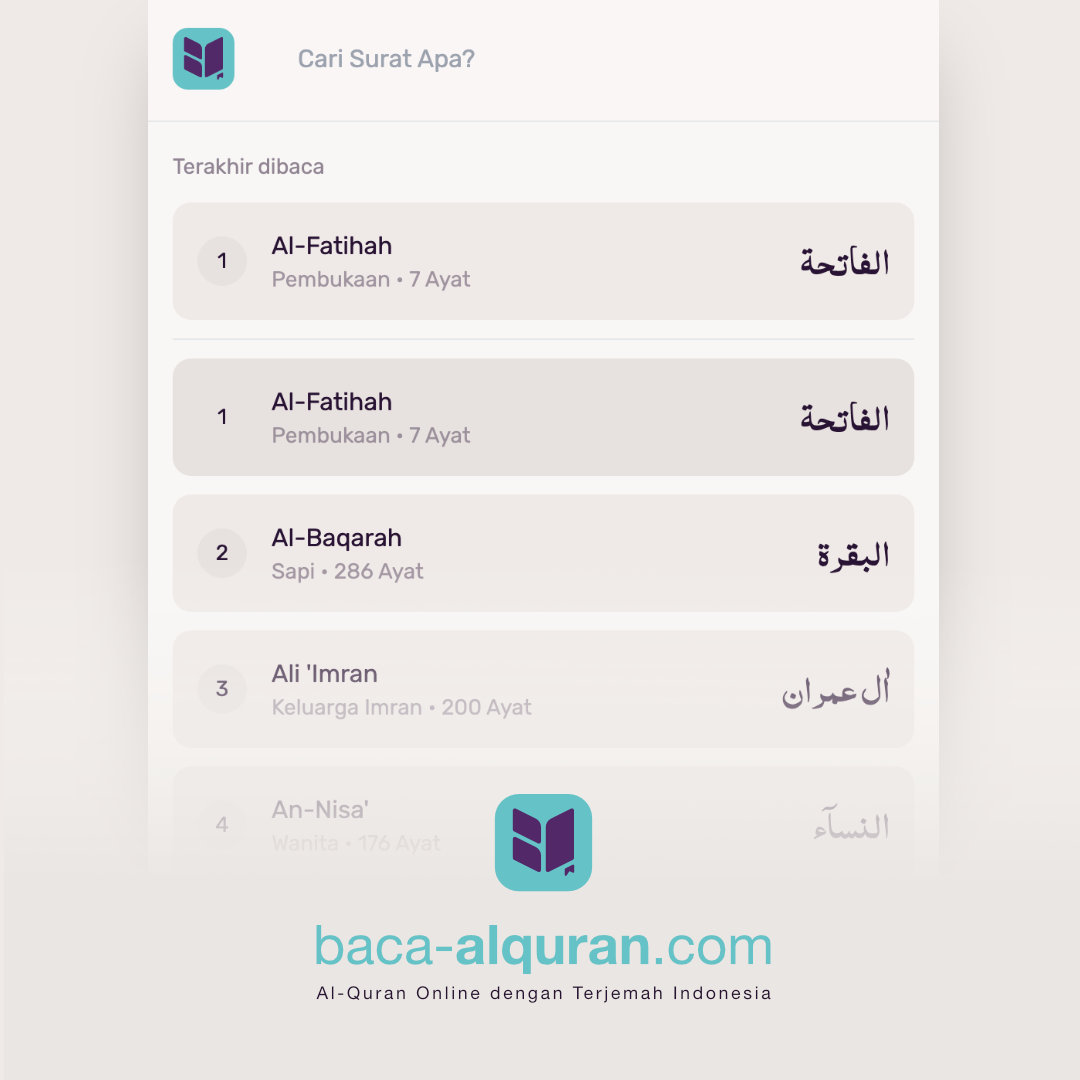 Cari Surat Apa?
Terakhir dibaca
1 Al-Fatihah الفاتحة
Pembukaan • 7 Ayat
1 Al-Fatihah الفاتحة
Pembukaan • 7 Ayat
2 Al-Baqarah البقرة
Sapi • 286 Ayat
3 Ali 'Imran اٰل عمران
Keluarga Imran • 200 Ayat
4 An-Nisa' النساۤء
Wanita • 176 Ayat
baca-alquran.com
Al-Quran Online dengan Terjemah Indonesia